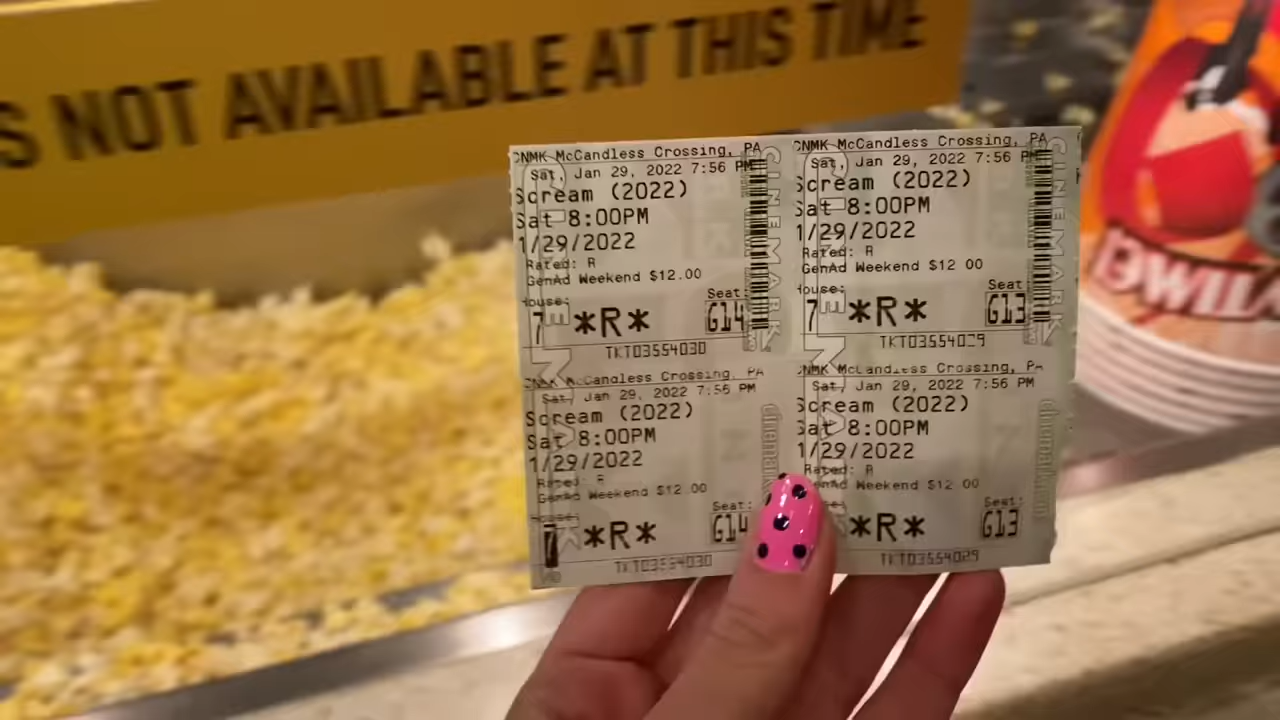 S NOT AVAILABLE AT THIS TIME
CNMK McCandless Crossing, PA
Sat, Jan 29, 2022 7:56 PM
Scream (2022)
Sat 8:00PM
1/29/2022
Rated: R
GenAd Weekend $12.00
House:
Seat:
7 *R* G14
TKT03554030
CINEMARK
CNMK McCandless Crossing, PA
Sat, Jan 29, 2022 7:56 PM
Scream (2022)
Sat 8:00PM
1/29/2022
Rated: R
GenAd Weekend $12 00
House:
Seat:
7 *R* G13
TKT03554029
CINEMARK
CNMK McCandless Crossing, PA
Sat, Jan 29, 2022 7:56 PM
Scream (2022)
Sat 8:00PM
1/29/2022
Rated: R
GenAd Weekend $12.00
House:
Seat:
7 *R* G14
TKT03554030
cinemark
CNMK McCandless Crossing, PA
Sat, Jan 29, 2022 7:56 PM
Scream (2022)
Sat 8:00PM
1/29/2022
Rated: R
GenAd Weekend $12 00
Seat:
*R* G13
TKT03554029
cinemark